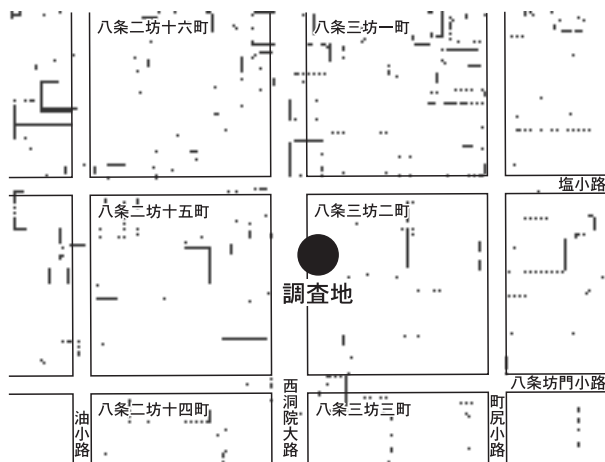 八条二坊十六町
八条三坊一町
塩小路
八条二坊十五町
八条三坊二町
調査地
八条坊門小路
八条二坊十四町
八条三坊三町
油小路
西洞院大路
町尻小路